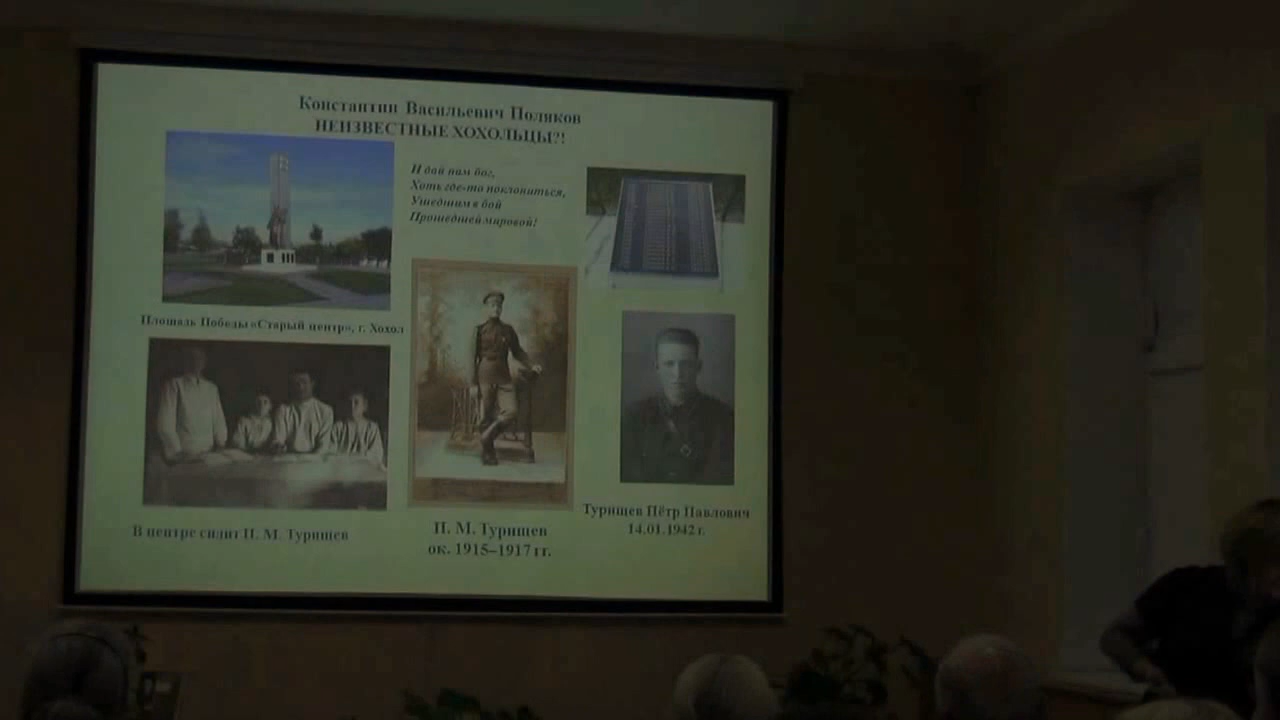 Константин Васильевич Поляков
НЕИЗВЕСТНЫЕ ХОХОЛЬЦЫ?!
И дай нам бог,
Хоть где-то поклониться,
Ушедшим в бой
Прошедшей мировой!
Площадь Победы «Старый центр», г. Хохол
В центре сидит П. М. Турищев
П. М. Турищев
ок. 1915–1917 гг.
Турищев Пётр Павлович
14.01.1942 г.